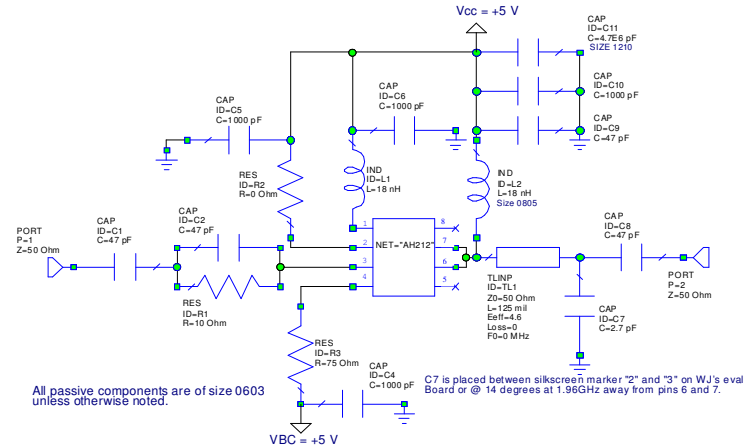 Vcc = +5 V
CAP
ID=C11
C=4.7E6 pF
SIZE 1210
CAP
ID=C10
C=1000 pF
CAP
ID=C9
C=47 pF
CAP
ID=C5
C=1000 pF
CAP
ID=C6
C=1000 pF
RES
ID=R2
R=0 Ohm
IND
ID=L1
L=18 nH
IND
ID=L2
L=18 nH
Size 0805
PORT
P=1
Z=50 Ohm
CAP
ID=C1
C=47 pF
CAP
ID=C2
C=47 pF
RES
ID=R1
R=10 Ohm
1
2
3
4
NET="AH212"
8
7
6
5
TLINP
ID=TL1
Z0=50 Ohm
L=125 mil
Eeff=4.6
Loss=0
F0=0 MHz
CAP
ID=C8
C=47 pF
PORT
P=2
Z=50 Ohm
CAP
ID=C7
C=2.7 pF
RES
ID=R3
R=75 Ohm
CAP
ID=C4
C=1000 pF
All passive components are of size 0603
unless otherwise noted.
C7 is placed between silkscreen marker "2" and "3" on WJ's eval
Board or @ 14 degrees at 1.96GHz away from pins 6 and 7.
VBC = +5 V